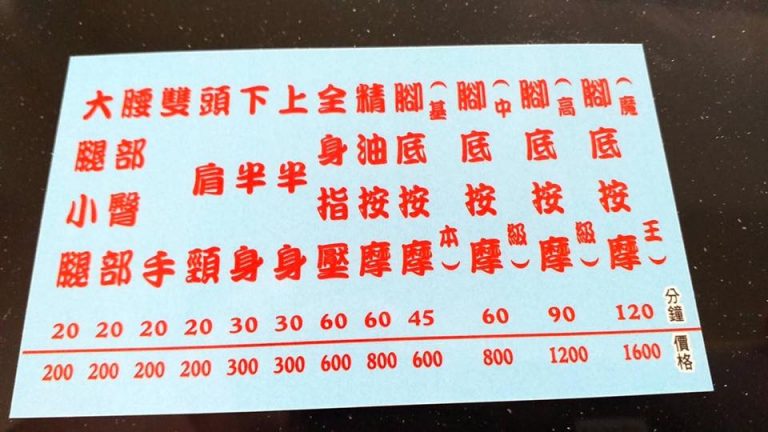 腳底按摩（魔王）
腳底按摩（高級）
腳底按摩（中級）
腳底按摩（基本）
精油按摩
全身指壓
上半身
下半身
頭肩頸
雙手
腰部臀部
大腿小腿
20 20 20 20 30 30 60 60 45 60 90 120 分鐘
200 200 200 200 300 300 600 800 600 800 1200 1600 價格